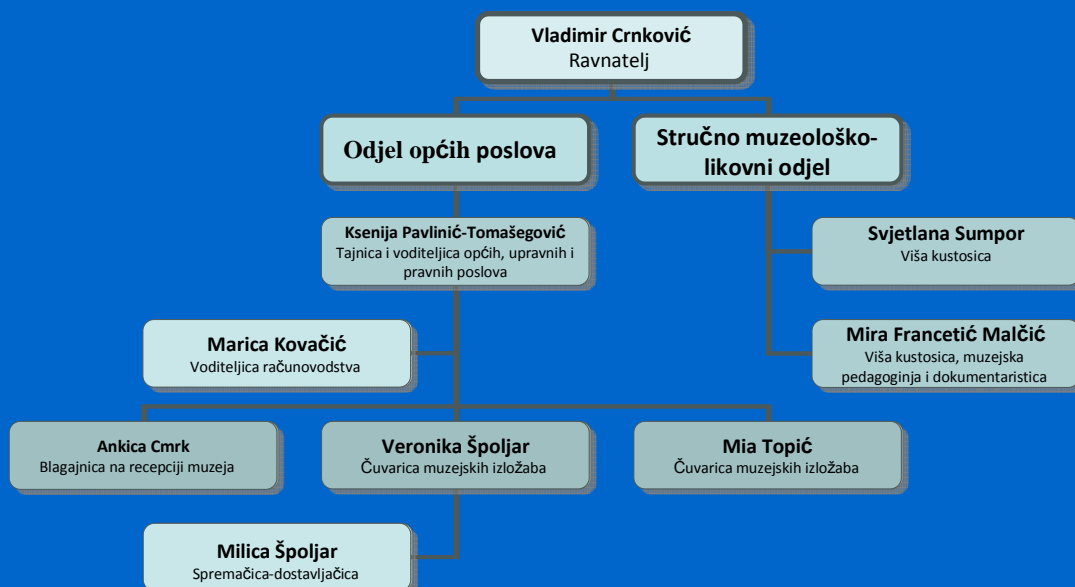 Vladimir Crnković
Ravnatelj
Odjel općih poslova
Stručno muzeološko-
likovni odjel
Ksenija Pavlinić-Tomašegović
Tajnica i voditeljica općih, upravnih i
pravnih poslova
Svjetlana Sumpor
Viša kustosica
Marica Kovačić
Voditeljica računovodstva
Mira Francetić Malčić
Viša kustosica, muzejska
pedagoginja i dokumentaristica
Ankica Cmrk
Blagajnica na recepciji muzeja
Veronika Špoljar
Čuvarica muzejskih izložaba
Mia Topić
Čuvarica muzejskih izložaba
Milica Špoljar
Spremačica-dostavljačica